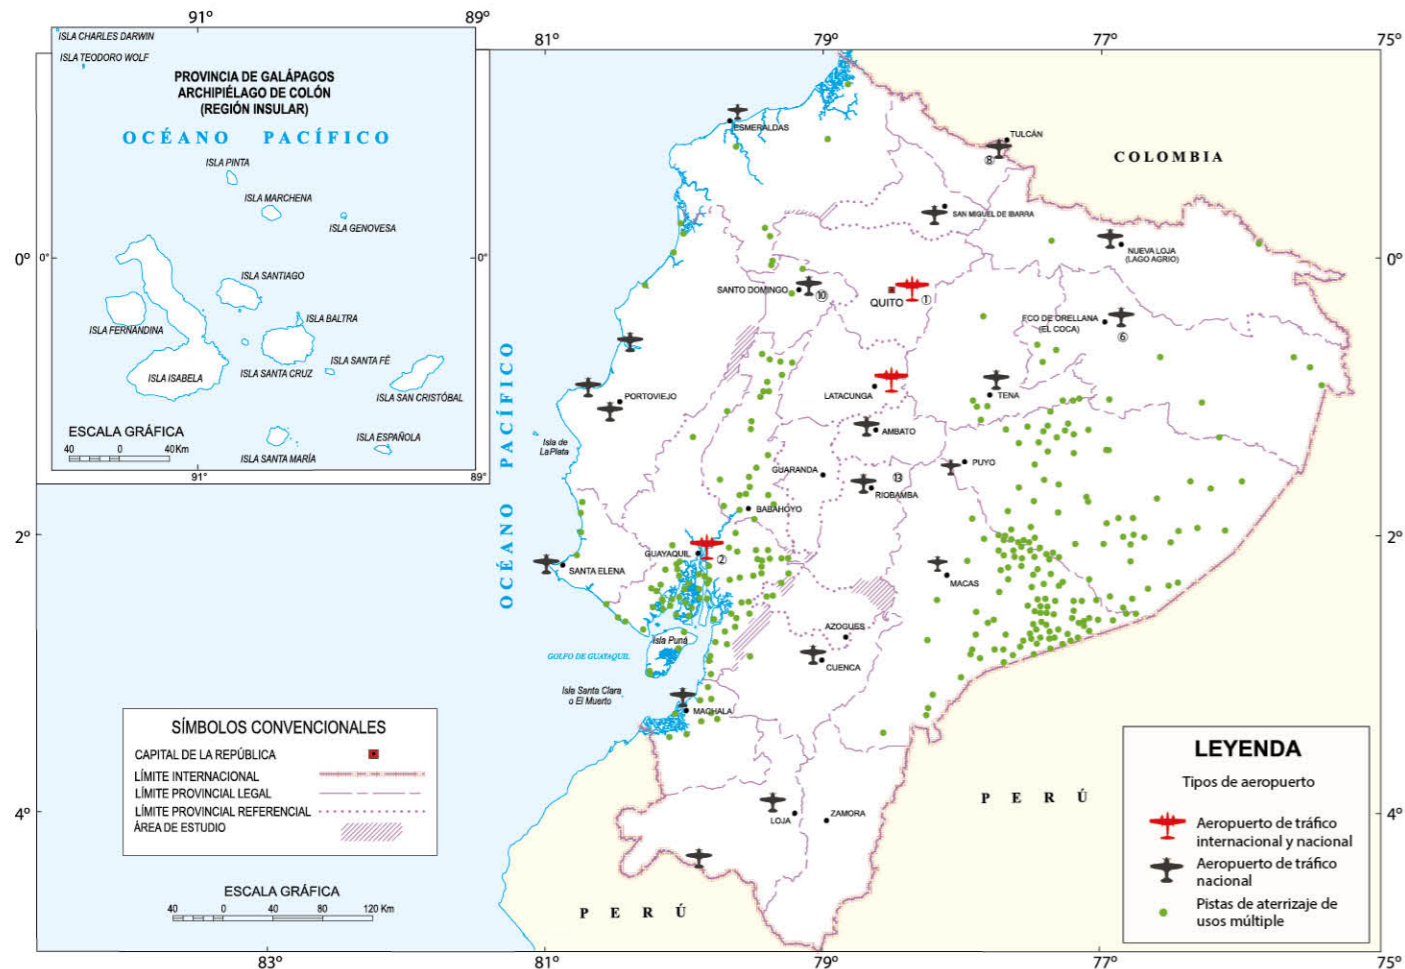 91°
89°
ISLA CHARLES DARWIN
ISLA TEODORO WOLF
PROVINCIA DE GALÁPAGOS
ARCHIPIÉLAGO DE COLÓN
(REGIÓN INSULAR)
OCÉANO PACÍFICO
ISLA PINTA
ISLA MARCHENA
ISLA GENOVESA
0°
0°
ISLA SANTIAGO
ISLA BALTRA
ISLA FERNANDINA
ISLA SANTA FÉ
ISLA SANTA CRUZ
ISLA ISABELA
ISLA SAN CRISTÓBAL
ESCALA GRÁFICA
40 0 40 Km
ISLA SANTA MARÍA
ISLA ESPAÑOLA
91°
89°
81°
79°
77°
75°
ESMERALDAS
TULCÁN
⑧
COLOMBIA
SAN MIGUEL DE IBARRA
NUEVA LOJA
(LAGO AGRIO)
0°
0°
SANTO DOMINGO
⑩
QUITO
①
FCO DE ORELLANA
(EL COCA)
⑥
OCÉANO PACÍFICO
PORTOVIEJO
LATACUNGA
TENA
AMBATO
Isla de
La Plata
GUARANDA
⑬
RIOBAMBA
PUYO
BABAHOYO
2°
2°
GUAYAQUIL
②
SANTA ELENA
MACAS
AZOGUES
Isla Puná
GOLFO DE GUAYAQUIL
CUENCA
Isla Santa Clara
o El Muerto
MACHALA
SÍMBOLOS CONVENCIONALES
CAPITAL DE LA REPÚBLICA
LÍMITE INTERNACIONAL
LÍMITE PROVINCIAL LEGAL
LÍMITE PROVINCIAL REFERENCIAL
ÁREA DE ESTUDIO
4°
4°
LOJA
ZAMORA
PERÚ
PERÚ
LEYENDA
Tipos de aeropuerto
Aeropuerto de tráfico
internacional y nacional
Aeropuerto de tráfico
nacional
Pistas de aterrizaje de
usos múltiple
ESCALA GRÁFICA
40 0 40 80 120 Km
83°
81°
79°
77°
75°